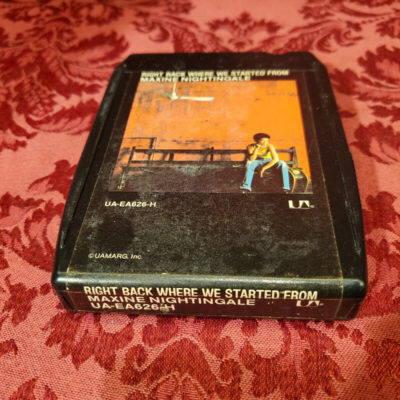 RIGHT BACK WHERE WE STARTED FROM
MAXINE NIGHTINGALE
UA-EA626-H
UA
©UAMARG, Inc.
RIGHT BACK WHERE WE STARTED FROM
MAXINE NIGHTINGALE
UA-EA626-H
UA